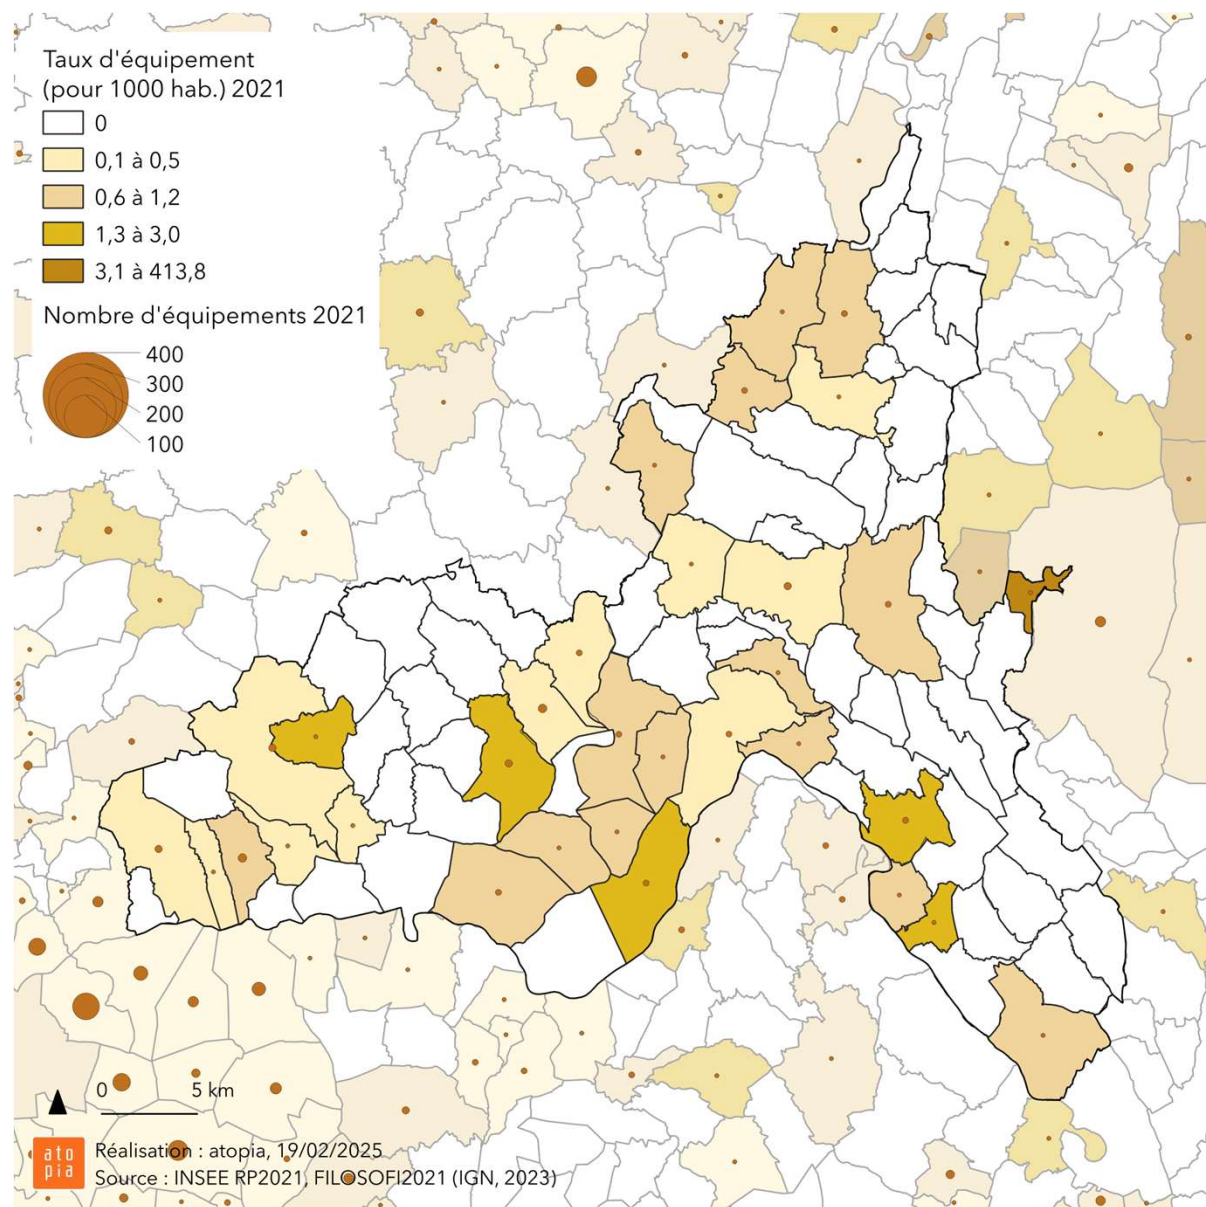 Taux d'équipement
(pour 1000 hab.) 2021
0
0,1 à 0,5
0,6 à 1,2
1,3 à 3,0
3,1 à 413,8
Nombre d'équipements 2021
400
300
200
100
0 5 km
ato
pia
Réalisation : atopia, 19/02/2025
Source : INSEE RP2021, FILOSOFI2021 (IGN, 2023)